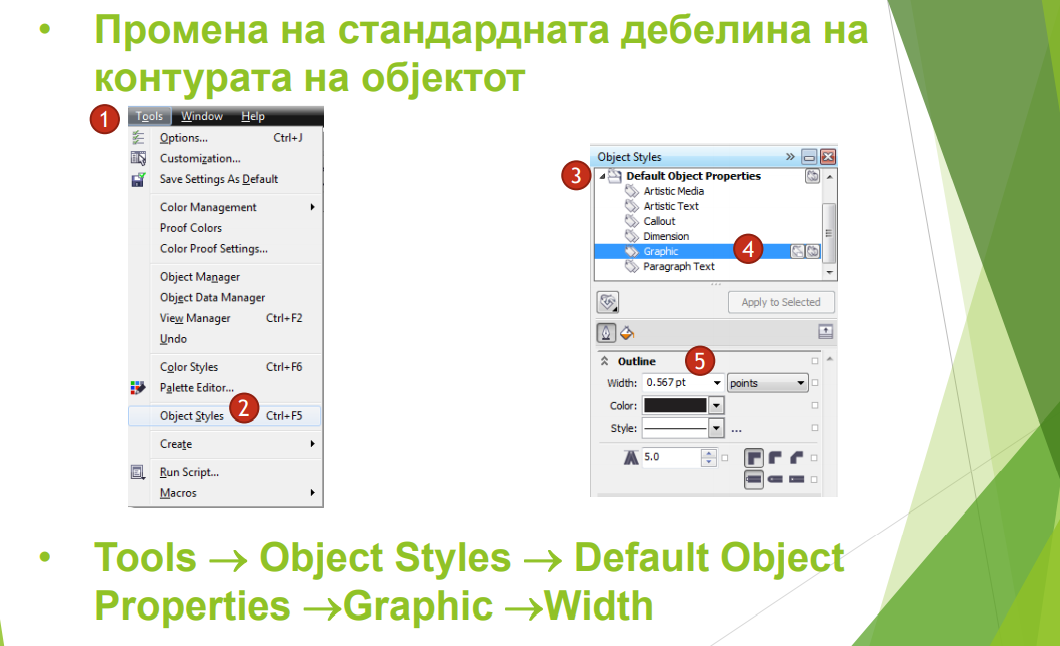 • Промена на стандардната дебелина на
контурата на објектот
1
Tools Window Help
Options... Ctrl+J
Customization...
Save Settings As Default
Color Management
Proof Colors
Color Proof Settings...
Object Manager
Object Data Manager
View Manager Ctrl+F2
Undo
Color Styles Ctrl+F6
Palette Editor...
Object Styles 2 Ctrl+F5
Create
Run Script...
Macros
Object Styles
3 Default Object Properties
Artistic Media
Artistic Text
Callout
Dimension
Graphic 4
Paragraph Text
Apply to Selected
Outline 5
Width: 0.567 pt points
Color:
Style: ...
5.0
• Tools → Object Styles → Default Object
Properties →Graphic →Width